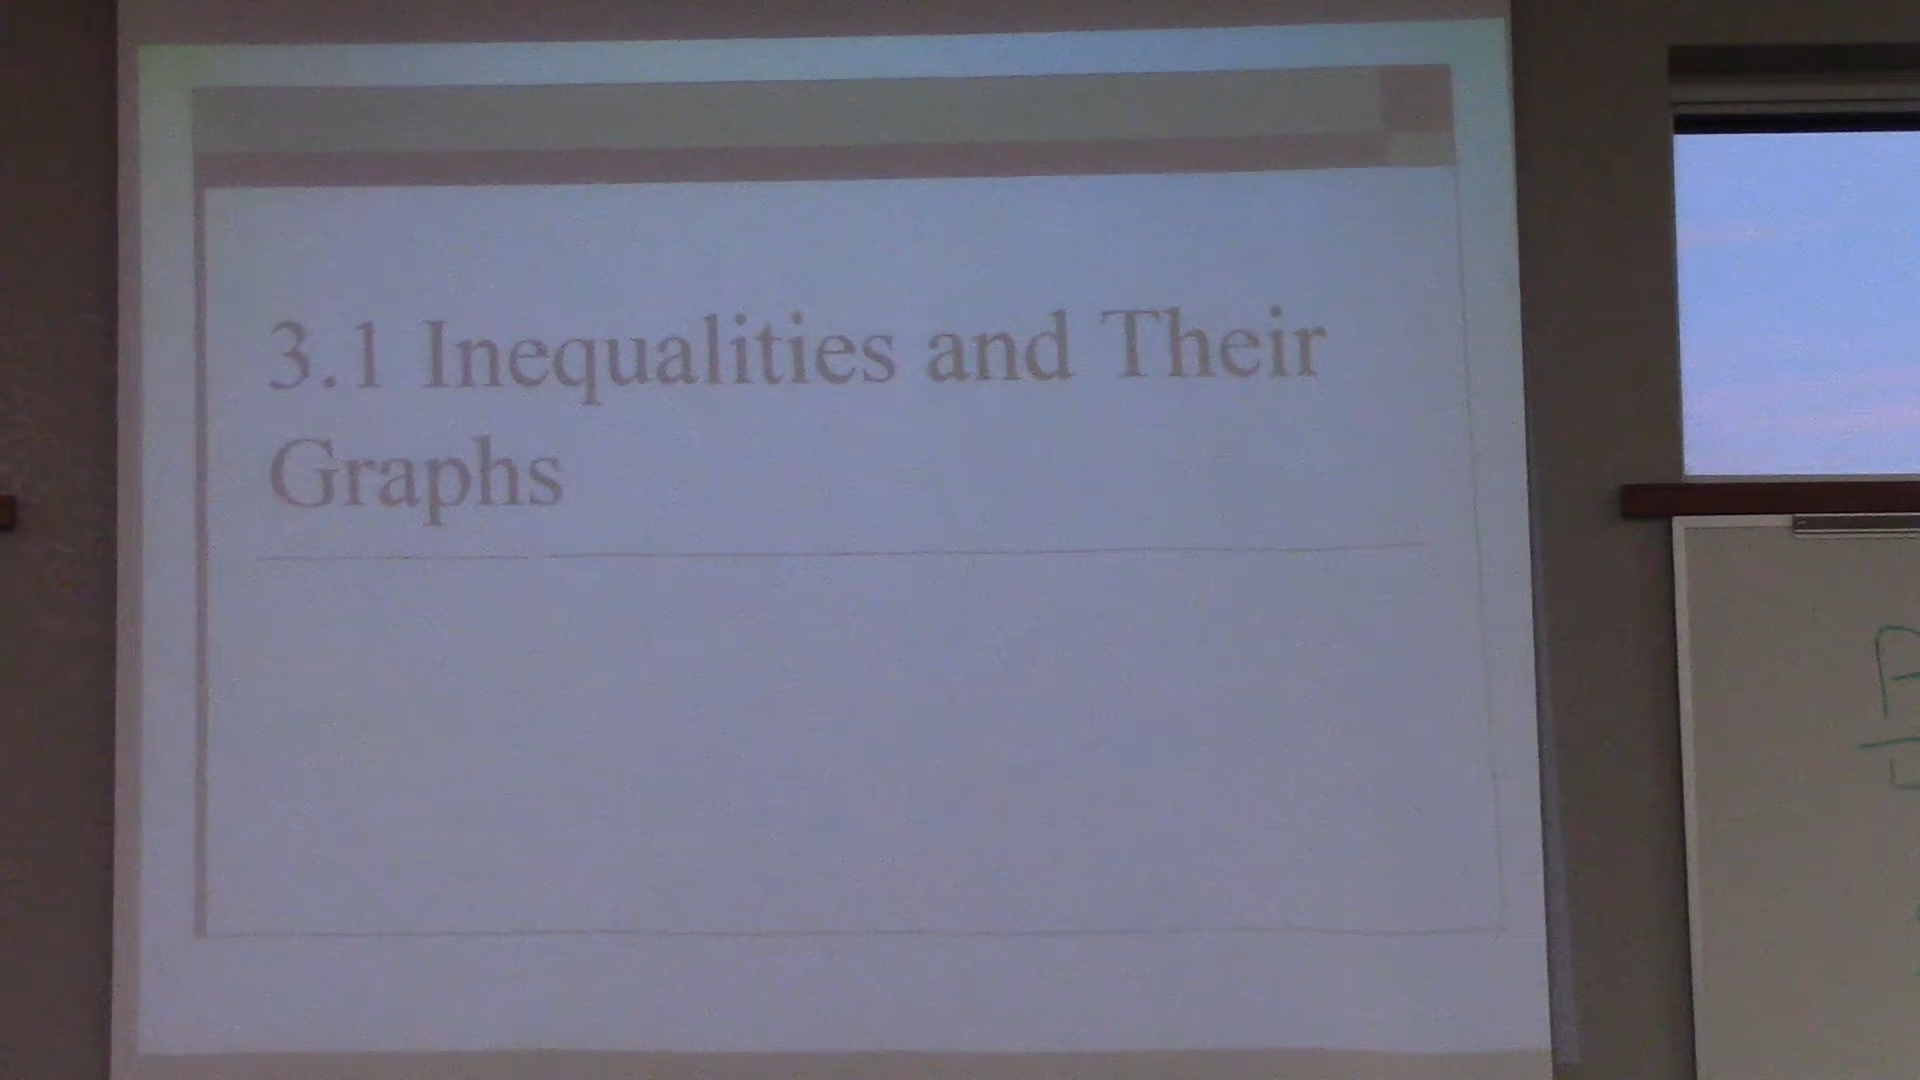 3.1 Inequalities and Their
Graphs